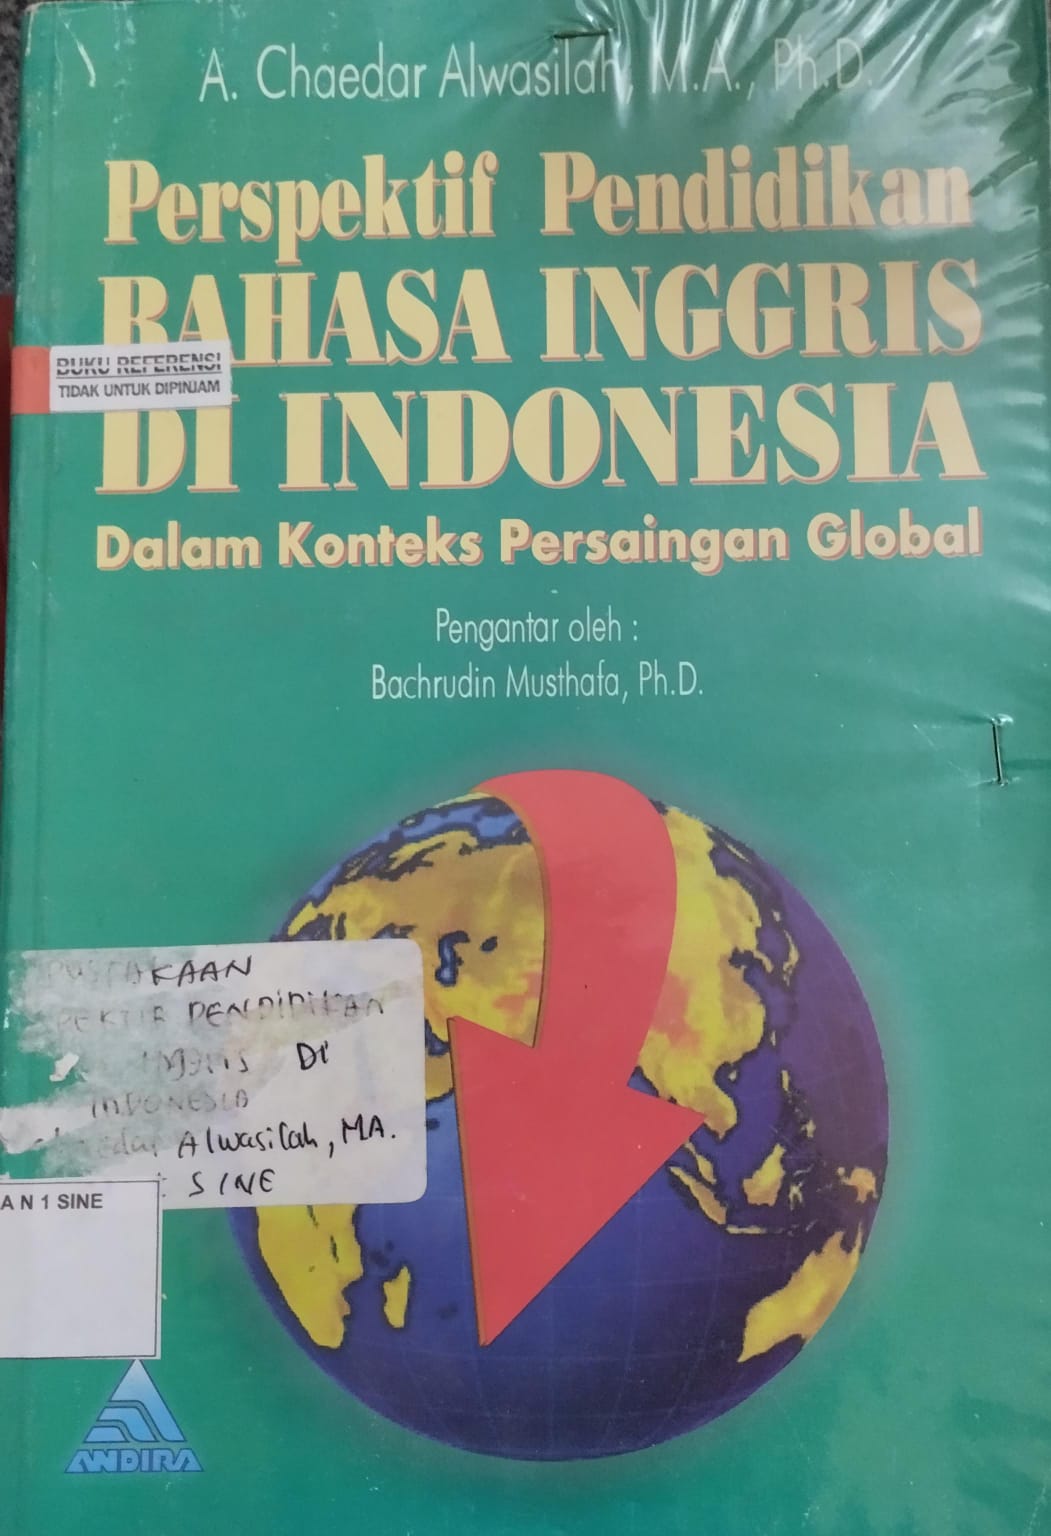 A. Chaedar Alwasilah, M.A., Ph.D.
Perspektif Pendidikan
BAHASA INGGRIS
BUKU REFERENSI
TIDAK UNTUK DIPINJAM
DI INDONESIA
Dalam Konteks Persaingan Global
Pengantar oleh :
Bachrudin Musthafa, Ph.D.
PENDIDIKAN
DI
INDONESIA
Alwasilah, MA.
SINE
A N 1 SINE
ANDIRA